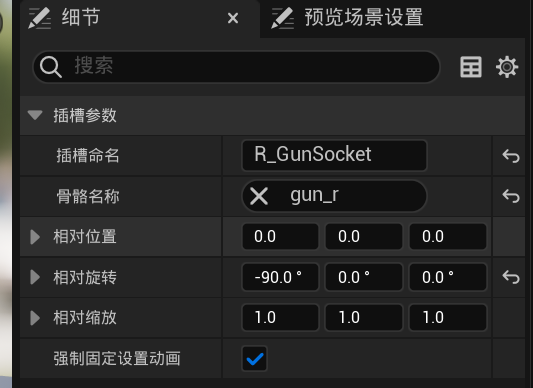 细节
预览场景设置
搜索
插槽参数
插槽命名 R_GunSocket
骨骼名称 gun_r
相对位置 0.0 0.0 0.0
相对旋转 -90.0 ° 0.0 ° 0.0 °
相对缩放 1.0 1.0 1.0
强制固定设置动画